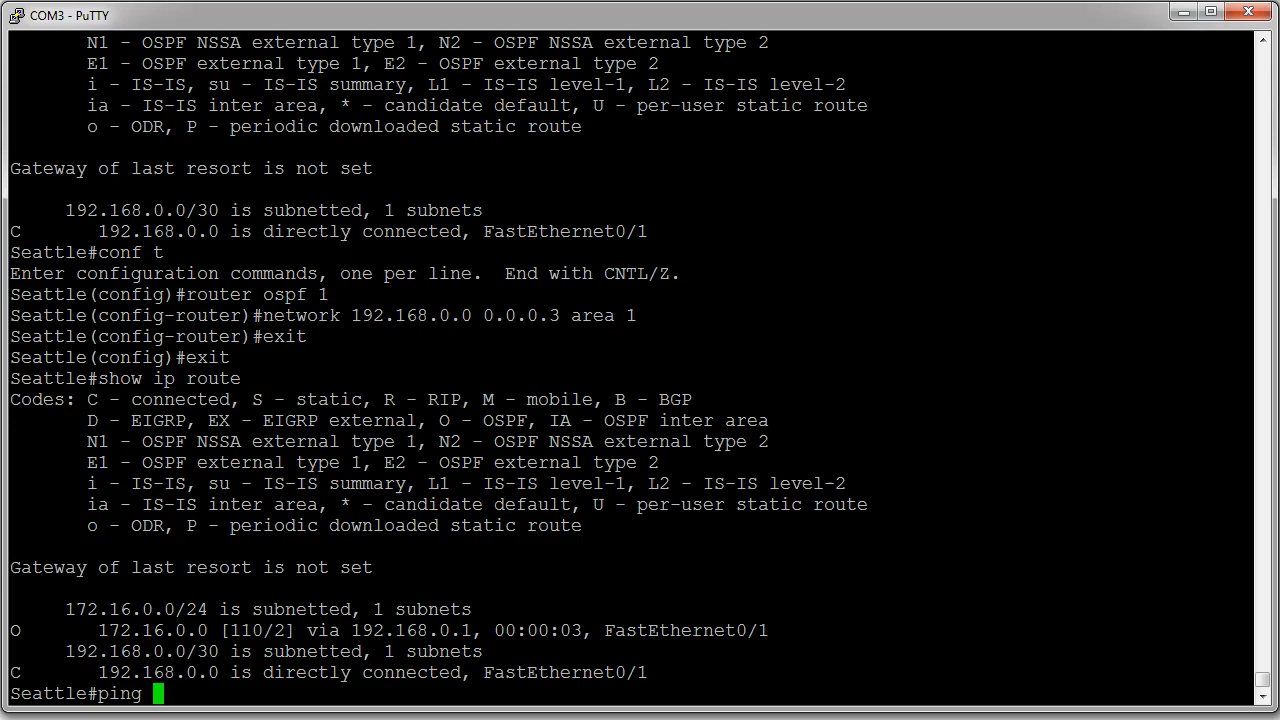 COM3 - PuTTY
N1 - OSPF NSSA external type 1, N2 - OSPF NSSA external type 2
E1 - OSPF external type 1, E2 - OSPF external type 2
i - IS-IS, su - IS-IS summary, L1 - IS-IS level-1, L2 - IS-IS level-2
ia - IS-IS inter area, * - candidate default, U - per-user static route
o - ODR, P - periodic downloaded static route
Gateway of last resort is not set
192.168.0.0/30 is subnetted, 1 subnets
C 192.168.0.0 is directly connected, FastEthernet0/1
Seattle#conf t
Enter configuration commands, one per line. End with CNTL/Z.
Seattle(config)#router ospf 1
Seattle(config-router)#network 192.168.0.0 0.0.0.3 area 1
Seattle(config-router)#exit
Seattle(config)#exit
Seattle#show ip route
Codes: C - connected, S - static, R - RIP, M - mobile, B - BGP
D - EIGRP, EX - EIGRP external, O - OSPF, IA - OSPF inter area
N1 - OSPF NSSA external type 1, N2 - OSPF NSSA external type 2
E1 - OSPF external type 1, E2 - OSPF external type 2
i - IS-IS, su - IS-IS summary, L1 - IS-IS level-1, L2 - IS-IS level-2
ia - IS-IS inter area, * - candidate default, U - per-user static route
o - ODR, P - periodic downloaded static route
Gateway of last resort is not set
172.16.0.0/24 is subnetted, 1 subnets
O 172.16.0.0 [110/2] via 192.168.0.1, 00:00:03, FastEthernet0/1
192.168.0.0/30 is subnetted, 1 subnets
C 192.168.0.0 is directly connected, FastEthernet0/1
Seattle#ping